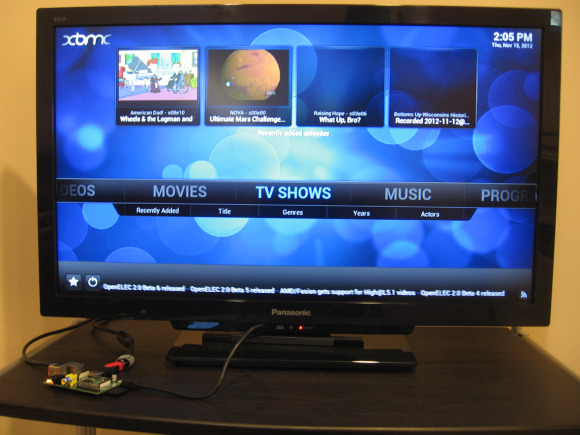 xbmc
2:05 PM
Thu, Nov 15, 2012
American Dad! - s08e10
Wheels & the Legman and
NOVA - s00e00
Ultimate Mars Challenge...
Raising Hope - s03e06
What Up, Bro?
Bottoms Up Wisconsins Histori...
Recorded 2012-11-12@...
Recently added episodes
DEOS MOVIES TV SHOWS MUSIC PROGR
Recently Added Title Genres Years Actors
OpenELEC 2.0 Beta 6 released - OpenELEC 2.0 Beta 5 released - AMD/Fusion gets support for High@L5.1 videos - OpenELEC 2.0 Beta 4 released
Panasonic